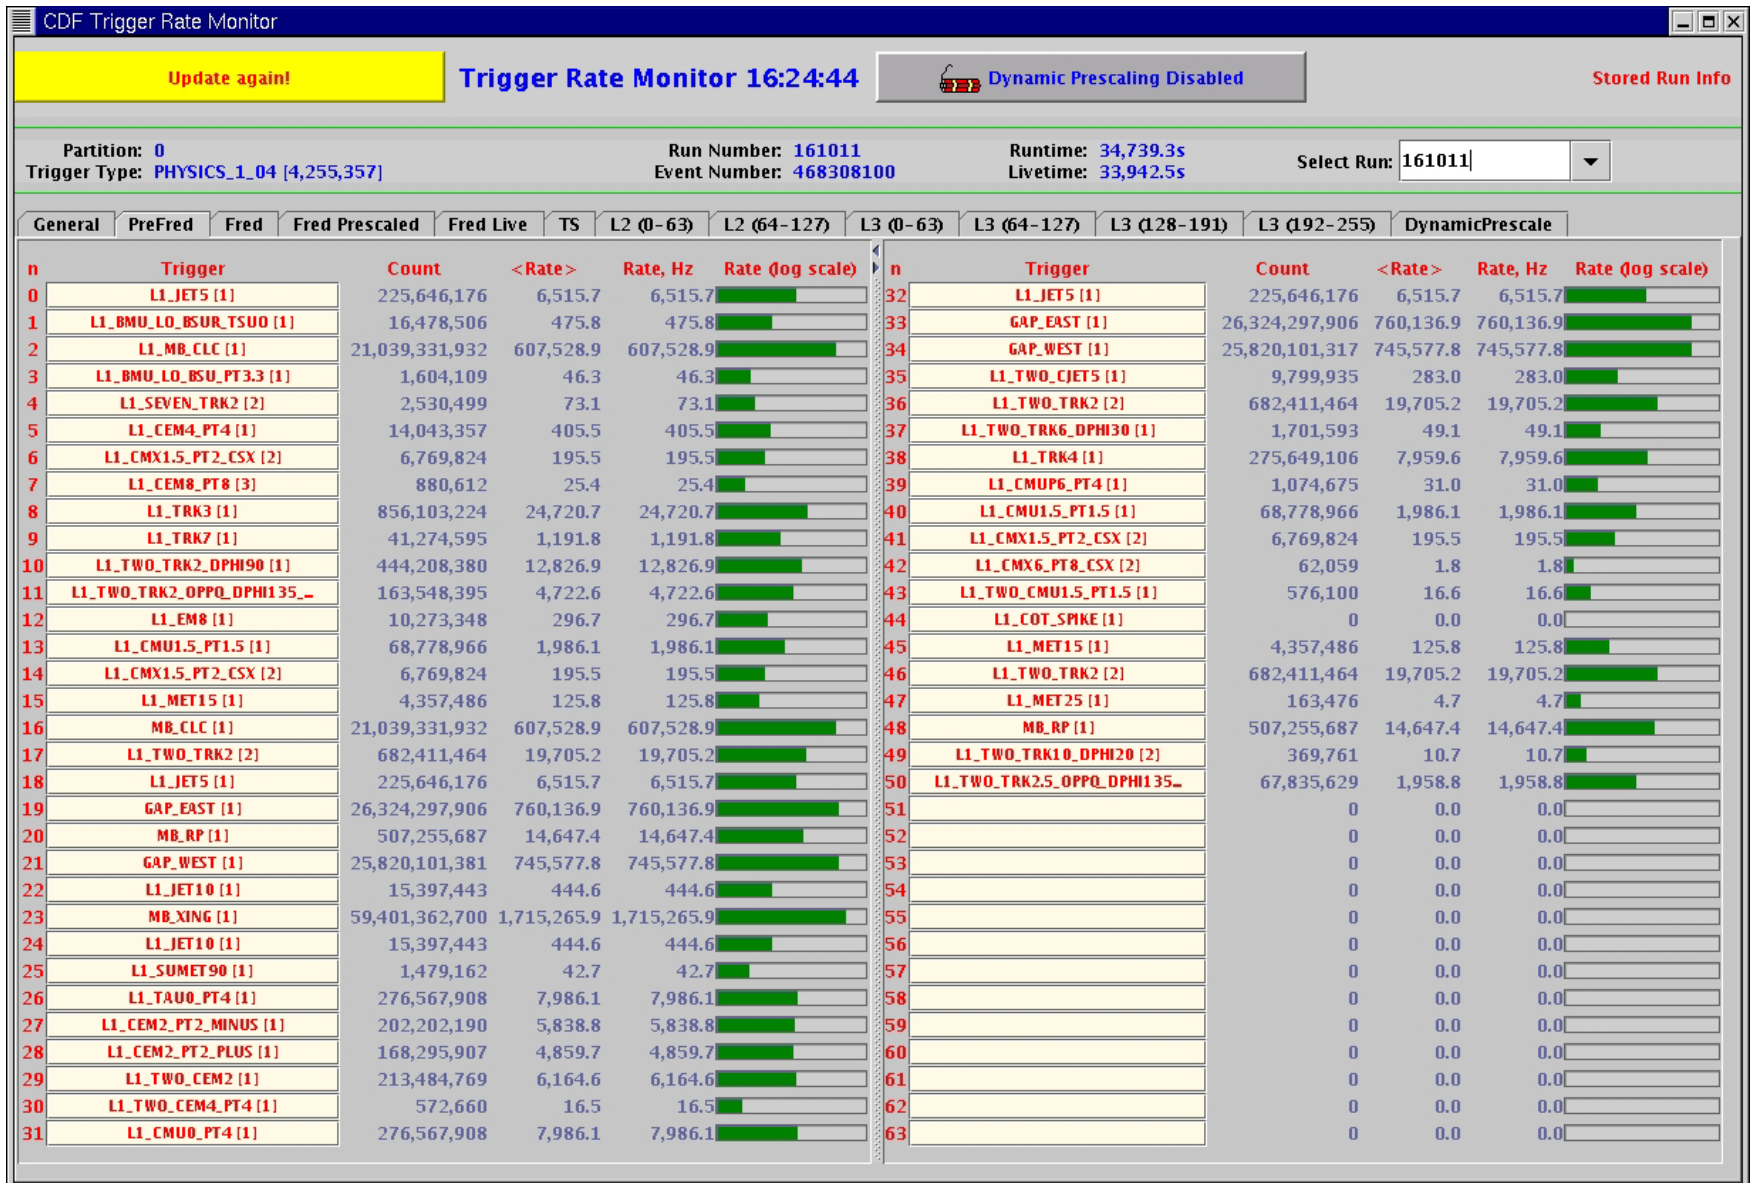 CDF Trigger Rate Monitor
Update again!
Trigger Rate Monitor 16:24:44
Dynamic Prescaling Disabled
Stored Run Info
Partition: 0 Run Number: 161011 Runtime: 34,739.3s
Trigger Type: PHYSICS_1_04 [4,255,357] Event Number: 468308100 Livetime: 33,942.5s
Select Run: 161011
General PreFred Fred Fred Prescaled Fred Live TS L2 (0-63) L2 (64-127) L3 (0-63) L3 (64-127) L3 (128-191) L3 (192-255) DynamicPrescale
n Trigger Count <Rate> Rate, Hz Rate (log scale)
0 L1_JET5 [1] 225,646,176 6,515.7 6,515.7
1 L1_BMU_LO_BSUR_TSUO [1] 16,478,506 475.8 475.8
2 L1_MB_CLC [1] 21,039,331,932 607,528.9 607,528.9
3 L1_BMU_LO_BSU_PT3.3 [1] 1,604,109 46.3 46.3
4 L1_SEVEN_TRK2 [2] 2,530,499 73.1 73.1
5 L1_CEM4_PT4 [1] 14,043,357 405.5 405.5
6 L1_CMX1.5_PT2_CSX [2] 6,769,824 195.5 195.5
7 L1_CEM8_PT8 [3] 880,612 25.4 25.4
8 L1_TRK3 [1] 856,103,224 24,720.7 24,720.7
9 L1_TRK7 [1] 41,274,595 1,191.8 1,191.8
10 L1_TWO_TRK2_DPHI90 [1] 444,208,380 12,826.9 12,826.9
11 L1_TWO_TRK2_OPPQ_DPHI135_... 163,548,395 4,722.6 4,722.6
12 L1_EM8 [1] 10,273,348 296.7 296.7
13 L1_CMU1.5_PT1.5 [1] 68,778,966 1,986.1 1,986.1
14 L1_CMX1.5_PT2_CSX [2] 6,769,824 195.5 195.5
15 L1_MET15 [1] 4,357,486 125.8 125.8
16 MB_CLC [1] 21,039,331,932 607,528.9 607,528.9
17 L1_TWO_TRK2 [2] 682,411,464 19,705.2 19,705.2
18 L1_JET5 [1] 225,646,176 6,515.7 6,515.7
19 GAP_EAST [1] 26,324,297,906 760,136.9 760,136.9
20 MB_RP [1] 507,255,687 14,647.4 14,647.4
21 GAP_WEST [1] 25,820,101,381 745,577.8 745,577.8
22 L1_JET10 [1] 15,397,443 444.6 444.6
23 MB_XING [1] 59,401,362,700 1,715,265.9 1,715,265.9
24 L1_JET10 [1] 15,397,443 444.6 444.6
25 L1_SUMET90 [1] 1,479,162 42.7 42.7
26 L1_TAU0_PT4 [1] 276,567,908 7,986.1 7,986.1
27 L1_CEM2_PT2_MINUS [1] 202,202,190 5,838.8 5,838.8
28 L1_CEM2_PT2_PLUS [1] 168,295,907 4,859.7 4,859.7
29 L1_TWO_CEM2 [1] 213,484,769 6,164.6 6,164.6
30 L1_TWO_CEM4_PT4 [1] 572,660 16.5 16.5
31 L1_CMU0_PT4 [1] 276,567,908 7,986.1 7,986.1
n Trigger Count <Rate> Rate, Hz Rate (log scale)
32 L1_JET5 [1] 225,646,176 6,515.7 6,515.7
33 GAP_EAST [1] 26,324,297,906 760,136.9 760,136.9
34 GAP_WEST [1] 25,820,101,317 745,577.8 745,577.8
35 L1_TWO_CJET5 [1] 9,799,935 283.0 283.0
36 L1_TWO_TRK2 [2] 682,411,464 19,705.2 19,705.2
37 L1_TWO_TRK6_DPHI30 [1] 1,701,593 49.1 49.1
38 L1_TRK4 [1] 275,649,106 7,959.6 7,959.6
39 L1_CMUP6_PT4 [1] 1,074,675 31.0 31.0
40 L1_CMU1.5_PT1.5 [1] 68,778,966 1,986.1 1,986.1
41 L1_CMX1.5_PT2_CSX [2] 6,769,824 195.5 195.5
42 L1_CMX6_PT8_CSX [2] 62,059 1.8 1.8
43 L1_TWO_CMU1.5_PT1.5 [1] 576,100 16.6 16.6
44 L1_COT_SPIKE [1] 0 0.0 0.0
45 L1_MET15 [1] 4,357,486 125.8 125.8
46 L1_TWO_TRK2 [2] 682,411,464 19,705.2 19,705.2
47 L1_MET25 [1] 163,476 4.7 4.7
48 MB_RP [1] 507,255,687 14,647.4 14,647.4
49 L1_TWO_TRK10_DPHI20 [2] 369,761 10.7 10.7
50 L1_TWO_TRK2.5_OPPQ_DPHI135... 67,835,629 1,958.8 1,958.8
51 0 0.0 0.0
52 0 0.0 0.0
53 0 0.0 0.0
54 0 0.0 0.0
55 0 0.0 0.0
56 0 0.0 0.0
57 0 0.0 0.0
58 0 0.0 0.0
59 0 0.0 0.0
60 0 0.0 0.0
61 0 0.0 0.0
62 0 0.0 0.0
63 0 0.0 0.0